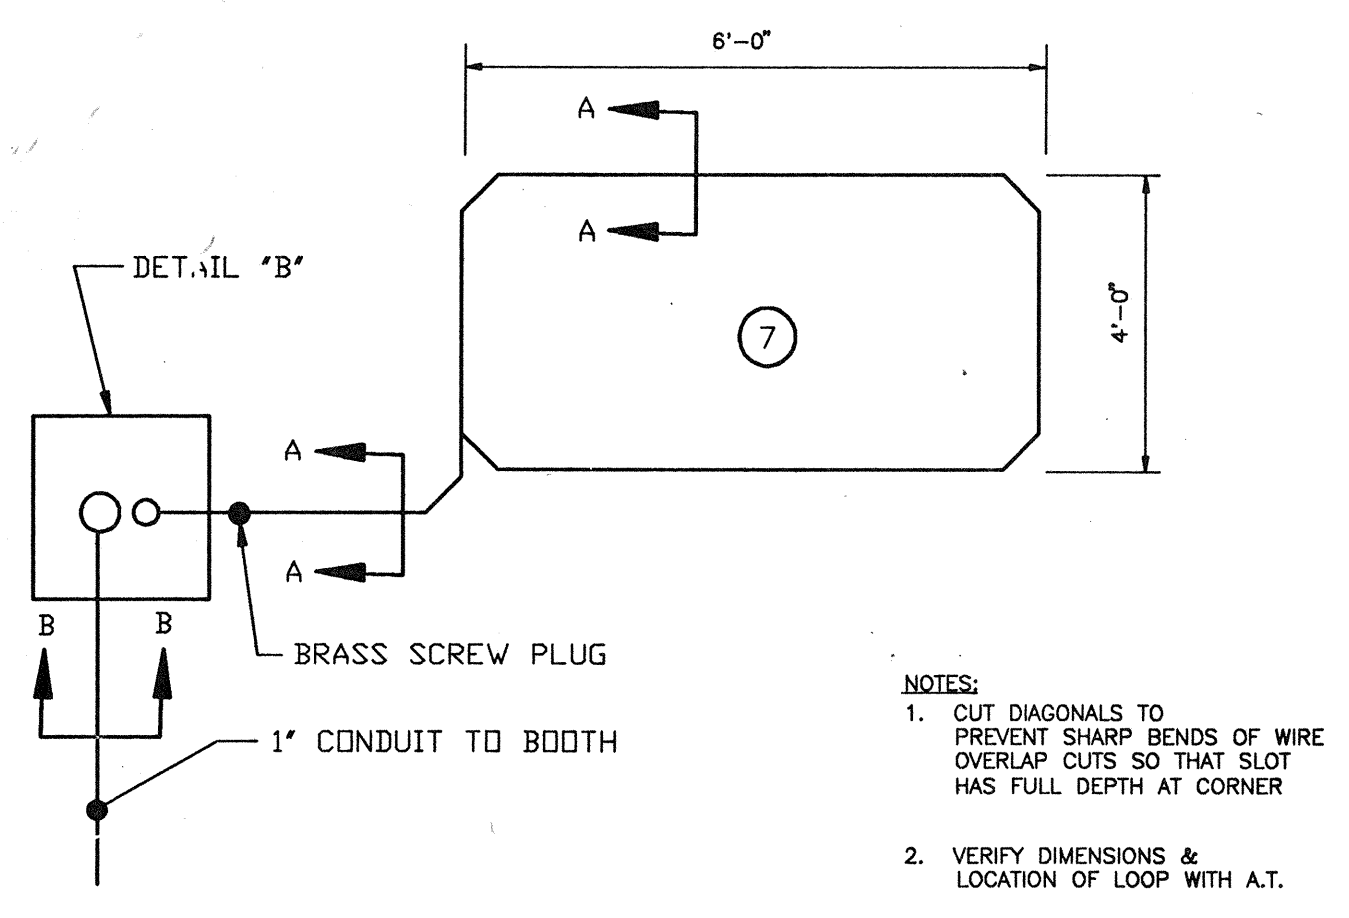 6'-0"
A
A
DETAIL "B"
7
4'-0"
A
A
B B
BRASS SCREW PLUG
1" CONDUIT TO BOOTH
NOTES:
1. CUT DIAGONALS TO
PREVENT SHARP BENDS OF WIRE
OVERLAP CUTS SO THAT SLOT
HAS FULL DEPTH AT CORNER
2. VERIFY DIMENSIONS &
LOCATION OF LOOP WITH A.T.